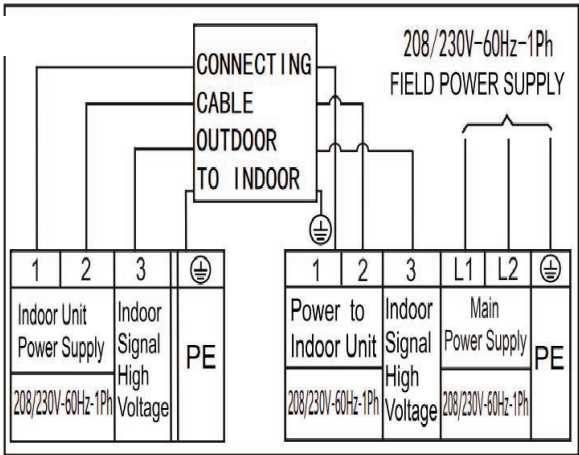 CONNECTING
CABLE
OUTDOOR
TO INDOOR
208/230V-60Hz-1Ph
FIELD POWER SUPPLY
1 2 3
Indoor Unit
Power Supply
208/230V-60Hz-1Ph
Indoor
Signal
High
Voltage
PE
1 2 3 L1 L2
Power to
Indoor Unit
208/230V-60Hz-1Ph
Indoor
Signal
High
Voltage
Main
Power Supply
208/230V-60Hz-1Ph
PE